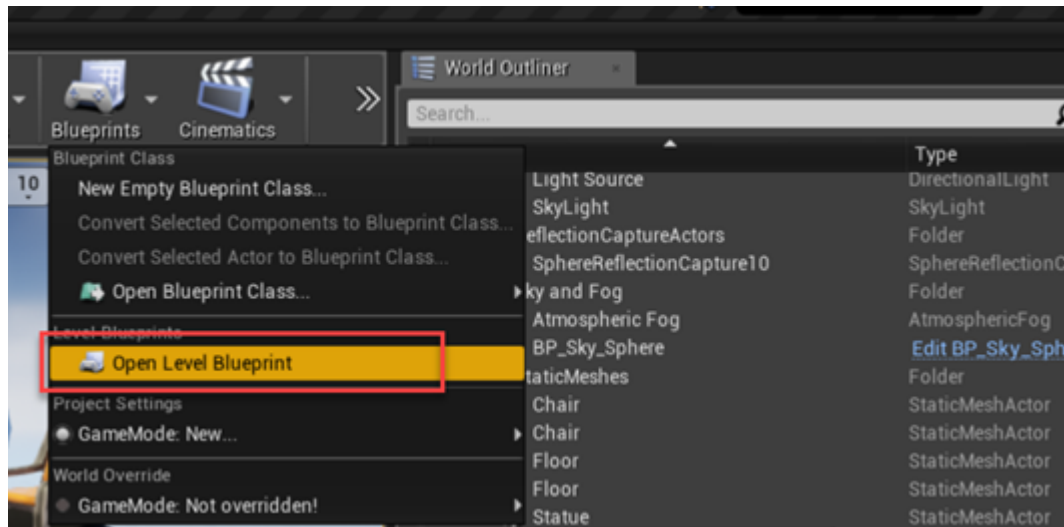 World Outliner
Search...
Blueprints
Cinematics
Type
10
Blueprint Class
New Empty Blueprint Class...
Convert Selected Components to Blueprint Class...
Convert Selected Actor to Blueprint Class...
Open Blueprint Class...
Level Blueprints
Open Level Blueprint
Project Settings
GameMode: New...
World Override
GameMode: Not overridden!
Light Source DirectionalLight
SkyLight SkyLight
eflectionCaptureActors Folder
SphereReflectionCapture10 SphereReflectionC
ky and Fog Folder
Atmospheric Fog AtmosphericFog
BP_Sky_Sphere Edit BP_Sky_Sph
taticMeshes Folder
Chair StaticMeshActor
Chair StaticMeshActor
Floor StaticMeshActor
Floor StaticMeshActor
Statue StaticMeshActor